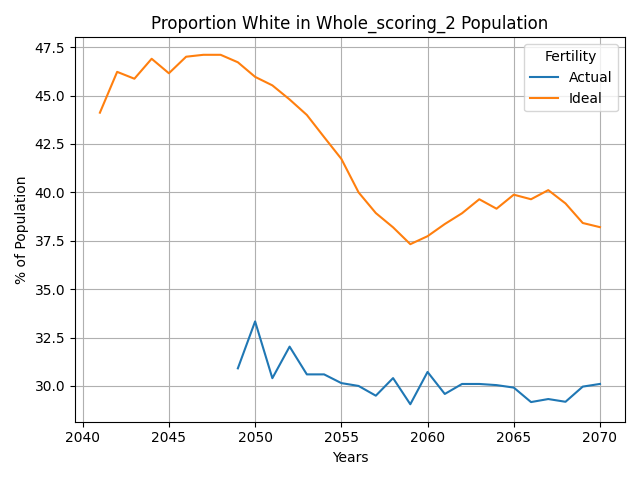 Proportion White in Whole_scoring_2 Population
47.5
45.0
42.5
40.0
37.5
35.0
32.5
30.0
% of Population
Fertility
Actual
Ideal
2040 2045 2050 2055 2060 2065 2070
Years